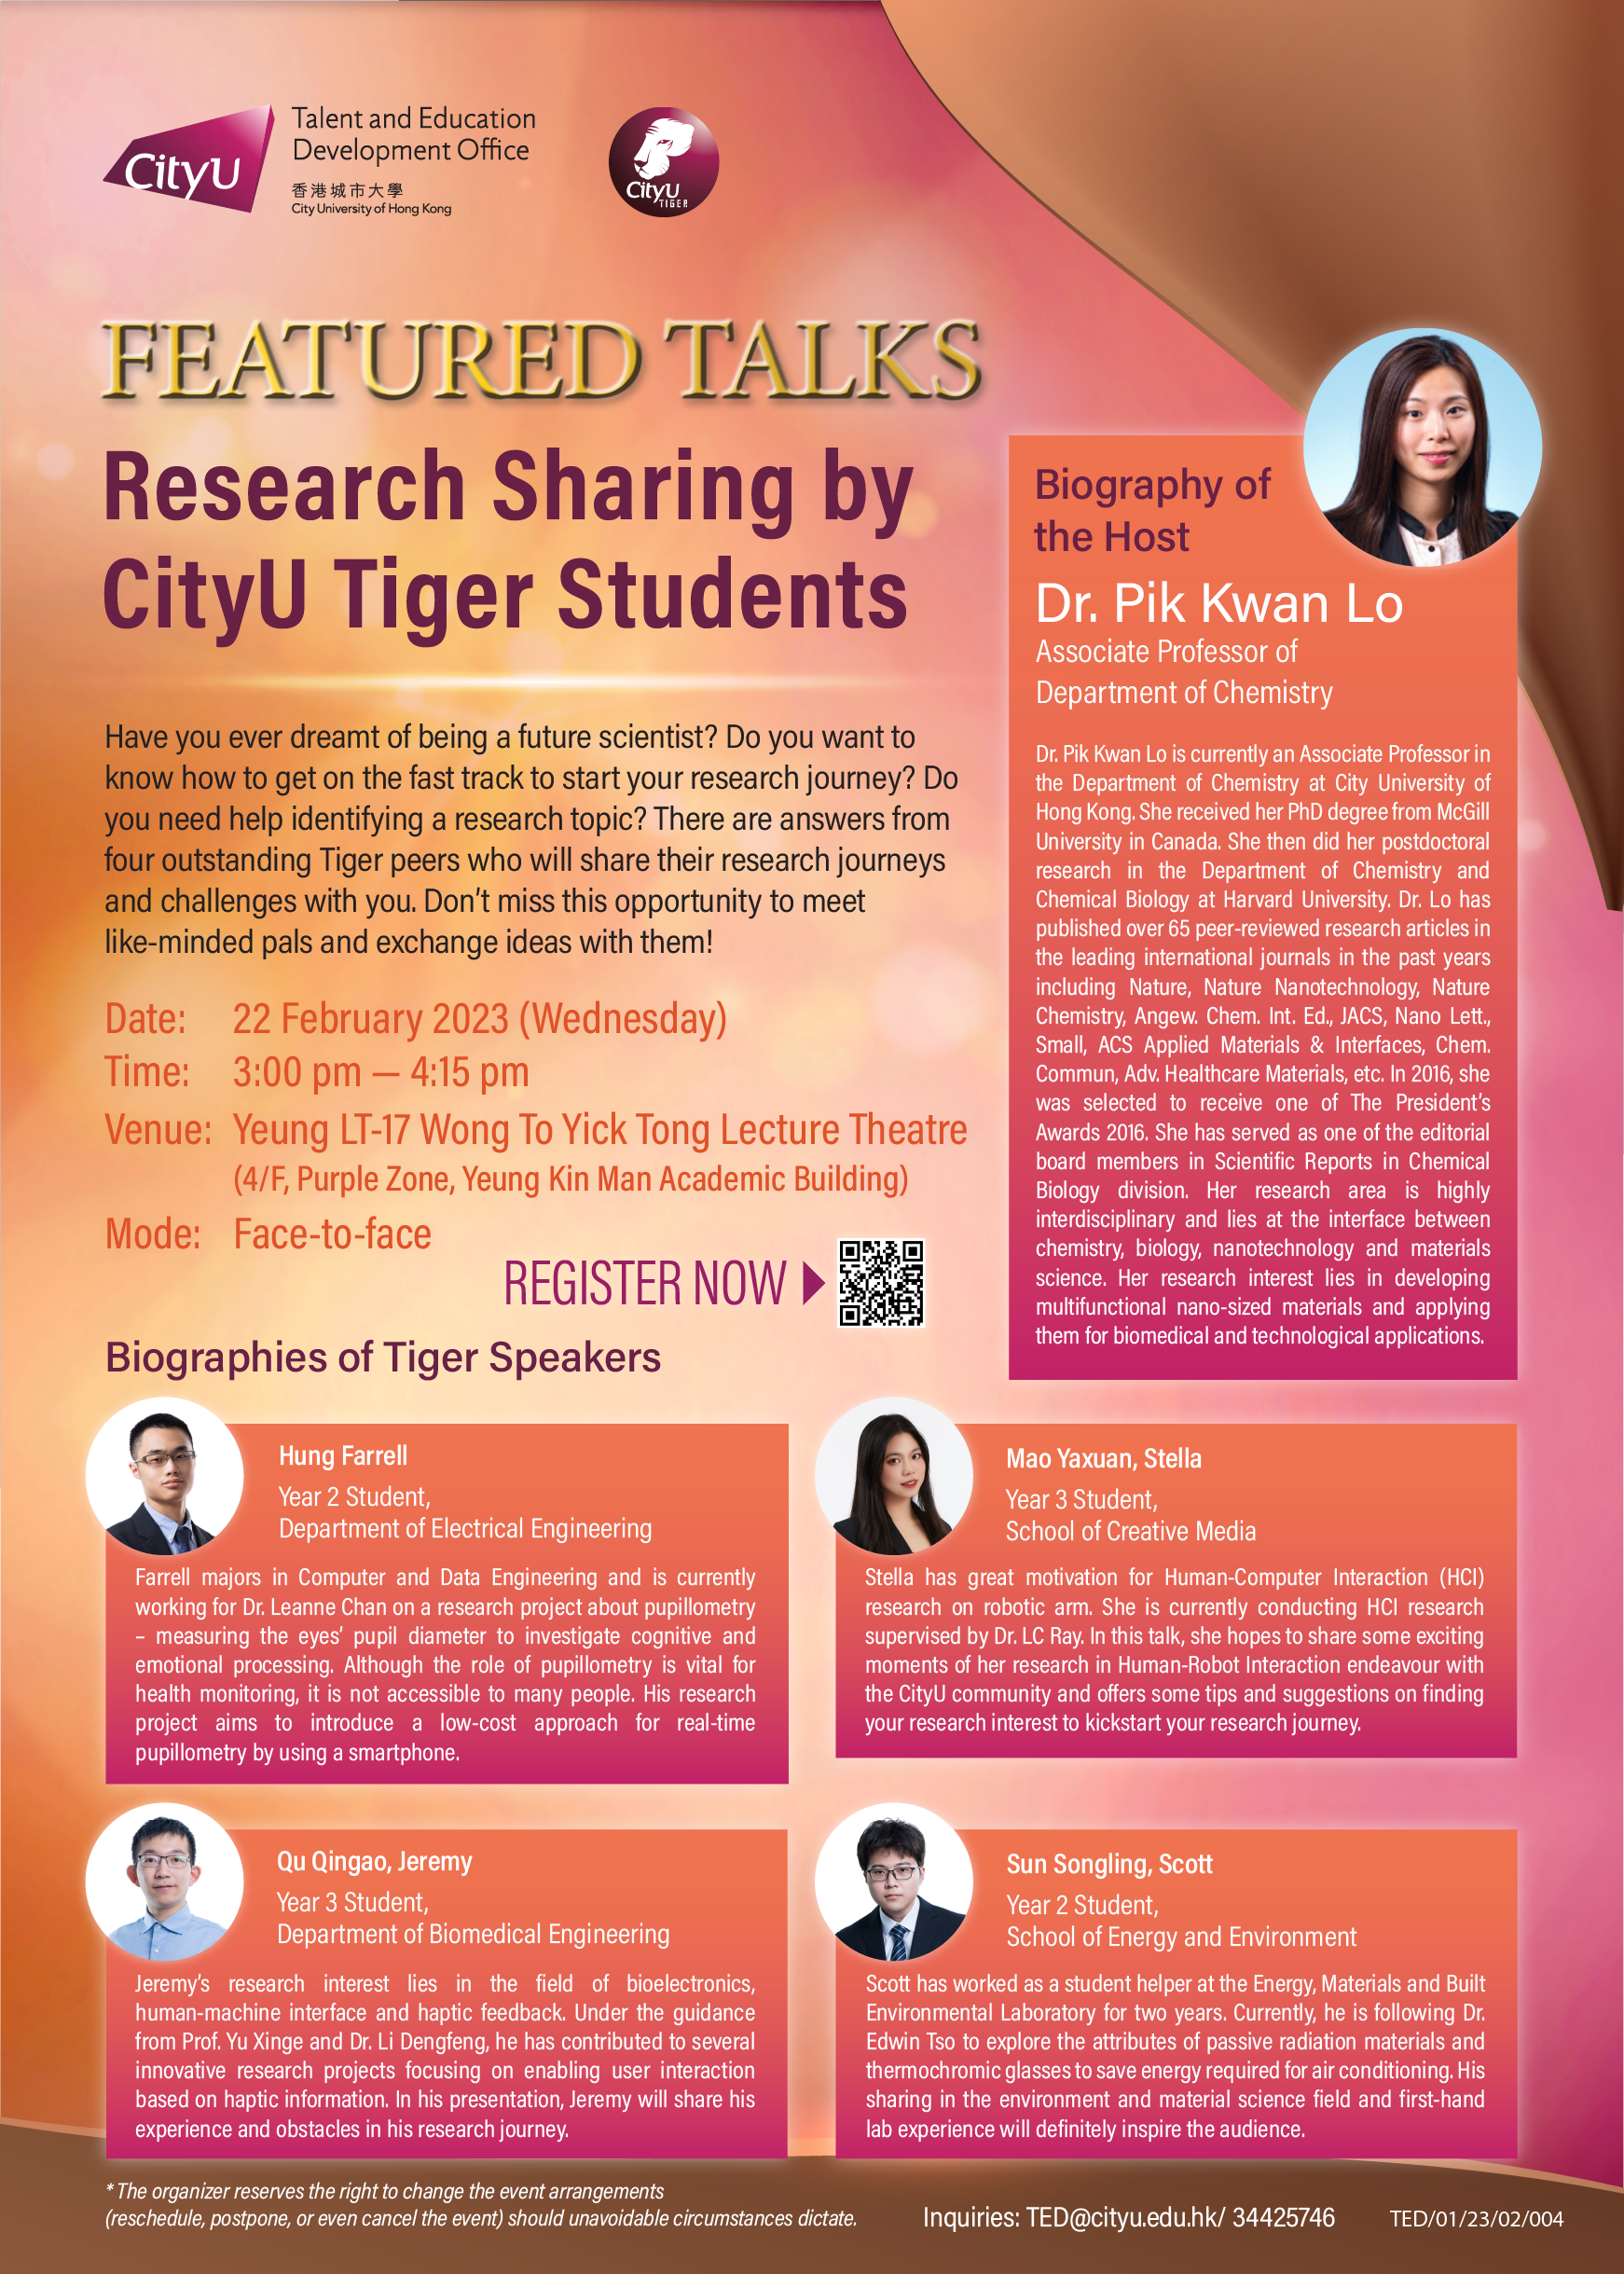 CityU
Talent and Education
Development Office
香港城市大學
City University of Hong Kong
CityU
TIGER
FEATURED TALKS
Research Sharing by
CityU Tiger Students
Have you ever dreamt of being a future scientist? Do you want to
know how to get on the fast track to start your research journey? Do
you need help identifying a research topic? There are answers from
four outstanding Tiger peers who will share their research journeys
and challenges with you. Don't miss this opportunity to meet
like-minded pals and exchange ideas with them!
Date: 22 February 2023 (Wednesday)
Time: 3:00 pm — 4:15 pm
Venue: Yeung LT-17 Wong To Yick Tong Lecture Theatre
(4/F, Purple Zone, Yeung Kin Man Academic Building)
Mode: Face-to-face
REGISTER NOW
Biography of
the Host
Dr. Pik Kwan Lo
Associate Professor of
Department of Chemistry
Dr. Pik Kwan Lo is currently an Associate Professor in
the Department of Chemistry at City University of
Hong Kong. She received her PhD degree from McGill
University in Canada. She then did her postdoctoral
research in the Department of Chemistry and
Chemical Biology at Harvard University. Dr. Lo has
published over 65 peer-reviewed research articles in
the leading international journals in the past years
including Nature, Nature Nanotechnology, Nature
Chemistry, Angew. Chem. Int. Ed., JACS, Nano Lett.,
Small, ACS Applied Materials & Interfaces, Chem.
Commun, Adv. Healthcare Materials, etc. In 2016, she
was selected to receive one of The President's
Awards 2016. She has served as one of the editorial
board members in Scientific Reports in Chemical
Biology division. Her research area is highly
interdisciplinary and lies at the interface between
chemistry, biology, nanotechnology and materials
science. Her research interest lies in developing
multifunctional nano-sized materials and applying
them for biomedical and technological applications.
Biographies of Tiger Speakers
Hung Farrell
Year 2 Student,
Department of Electrical Engineering
Farrell majors in Computer and Data Engineering and is currently
working for Dr. Leanne Chan on a research project about pupillometry
– measuring the eyes' pupil diameter to investigate cognitive and
emotional processing. Although the role of pupillometry is vital for
health monitoring, it is not accessible to many people. His research
project aims to introduce a low-cost approach for real-time
pupillometry by using a smartphone.
Mao Yaxuan, Stella
Year 3 Student,
School of Creative Media
Stella has great motivation for Human-Computer Interaction (HCI)
research on robotic arm. She is currently conducting HCI research
supervised by Dr. LC Ray. In this talk, she hopes to share some exciting
moments of her research in Human-Robot Interaction endeavour with
the CityU community and offers some tips and suggestions on finding
your research interest to kickstart your research journey.
Qu Qingao, Jeremy
Year 3 Student,
Department of Biomedical Engineering
Jeremy's research interest lies in the field of bioelectronics,
human-machine interface and haptic feedback. Under the guidance
from Prof. Yu Xinge and Dr. Li Dengfeng, he has contributed to several
innovative research projects focusing on enabling user interaction
based on haptic information. In his presentation, Jeremy will share his
experience and obstacles in his research journey.
Sun Songling, Scott
Year 2 Student,
School of Energy and Environment
Scott has worked as a student helper at the Energy, Materials and Built
Environmental Laboratory for two years. Currently, he is following Dr.
Edwin Tso to explore the attributes of passive radiation materials and
thermochromic glasses to save energy required for air conditioning. His
sharing in the environment and material science field and first-hand
lab experience will definitely inspire the audience.
* The organizer reserves the right to change the event arrangements
(reschedule, postpone, or even cancel the event) should unavoidable circumstances dictate.
Inquiries: TED@cityu.edu.hk/ 34425746
TED/01/23/02/004